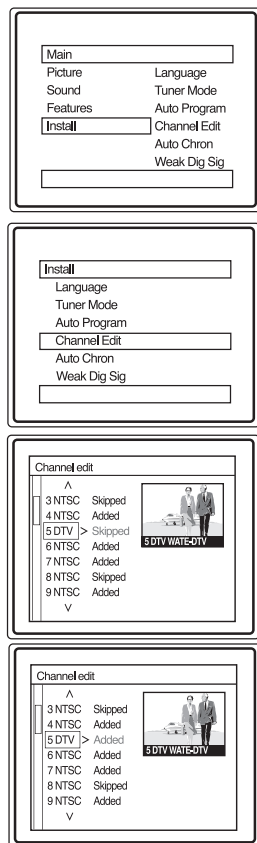 Main
Picture Language
Sound Tuner Mode
Features Auto Program
Install Channel Edit
Auto Chron
Weak Dig Sig
Install
Language
Tuner Mode
Auto Program
Channel Edit
Auto Chron
Weak Dig Sig
Channel edit
3 NTSC Skipped
4 NTSC Added
5 DTV > Skipped
6 NTSC Added
7 NTSC Added
8 NTSC Skipped
9 NTSC Added
5 DTV WATE-DTV
Channel edit
3 NTSC Skipped
4 NTSC Added
5 DTV > Added
6 NTSC Added
7 NTSC Added
8 NTSC Skipped
9 NTSC Added
5 DTV WATE-DTV